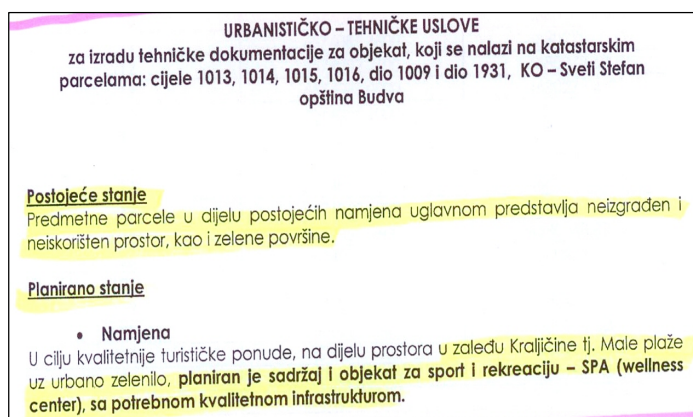 URBANISTIČKO – TEHNIČKE USLOVE
za izradu tehničke dokumentacije za objekat, koji se nalazi na katastarskim
parcelama: cijele 1013, 1014, 1015, 1016, dio 1009 i dio 1931, KO – Sveti Stefan
opština Budva
Postojeće stanje
Predmetne parcele u dijelu postojećih namjena uglavnom predstavlja neizgrađen i
neiskorišten prostor, kao i zelene površine.
Planirano stanje
• Namjena
U cilju kvalitetnije turističke ponude, na dijelu prostora u zaleđu Kraljičine tj. Male plaže
uz urbano zelenilo, planiran je sadržaj i objekat za sport i rekreaciju – SPA (wellness
center), sa potrebnom kvalitetnom infrastrukturom.